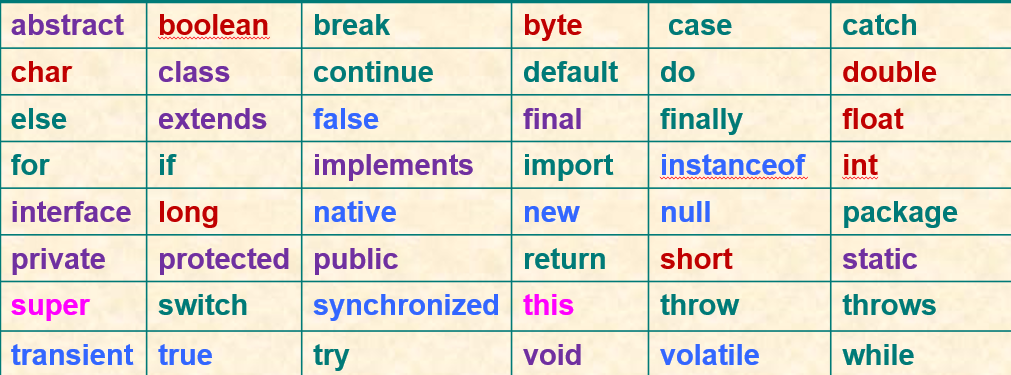 abstract boolean break byte case catch
char class continue default do double
else extends false final finally float
for if implements import instanceof int
interface long native new null package
private protected public return short static
super switch synchronized this throw throws
transient true try void volatile while